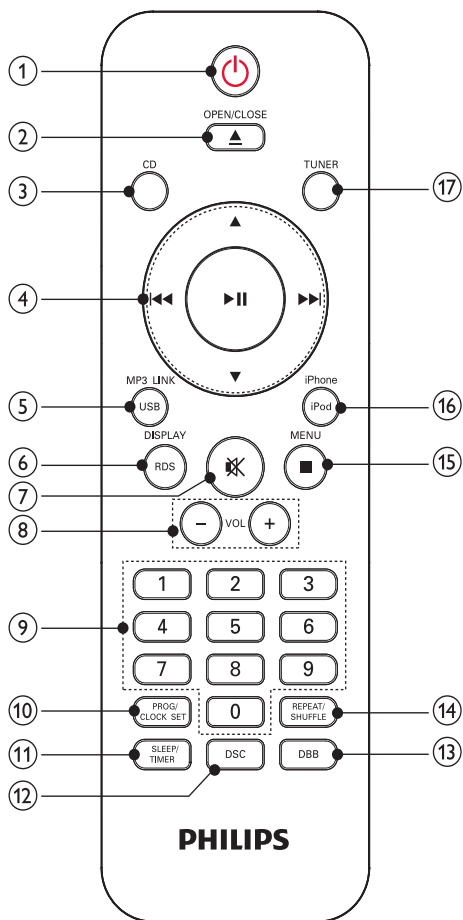 1
OPEN/CLOSE
2
CD
TUNER
3
17
4
MP3 LINK
iPhone
5
USB
iPod
16
DISPLAY
MENU
6
RDS
15
7
8
− VOL +
1 2 3
9
4 5 6
7 8 9
10
PROG/
CLOCK SET
0
REPEAT/
SHUFFLE
14
11
SLEEP/
TIMER
DSC
DBB
13
12
PHILIPS